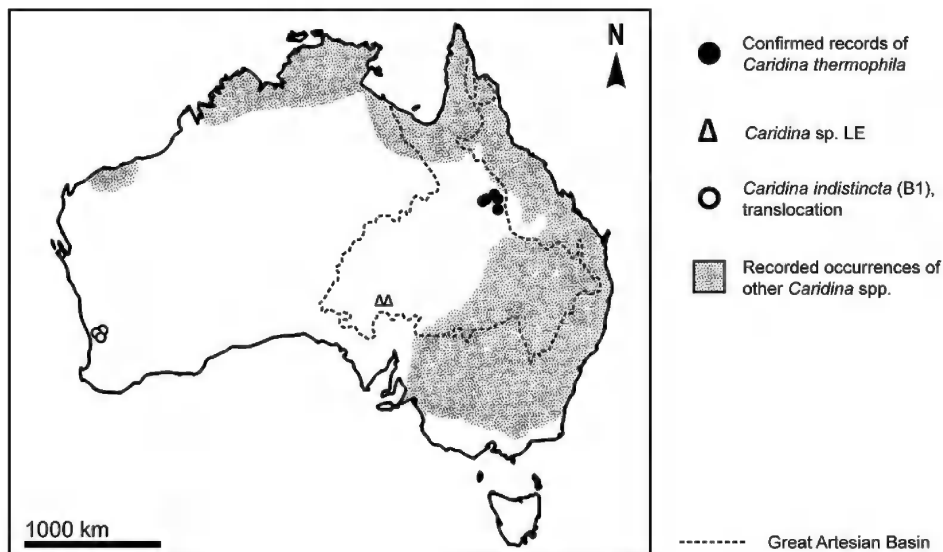 N
Confirmed records of
Caridina thermophila
Caridina sp. LE
Caridina indistincta (B1),
translocation
Recorded occurrences of
other Caridina spp.
1000 km
Great Artesian Basin